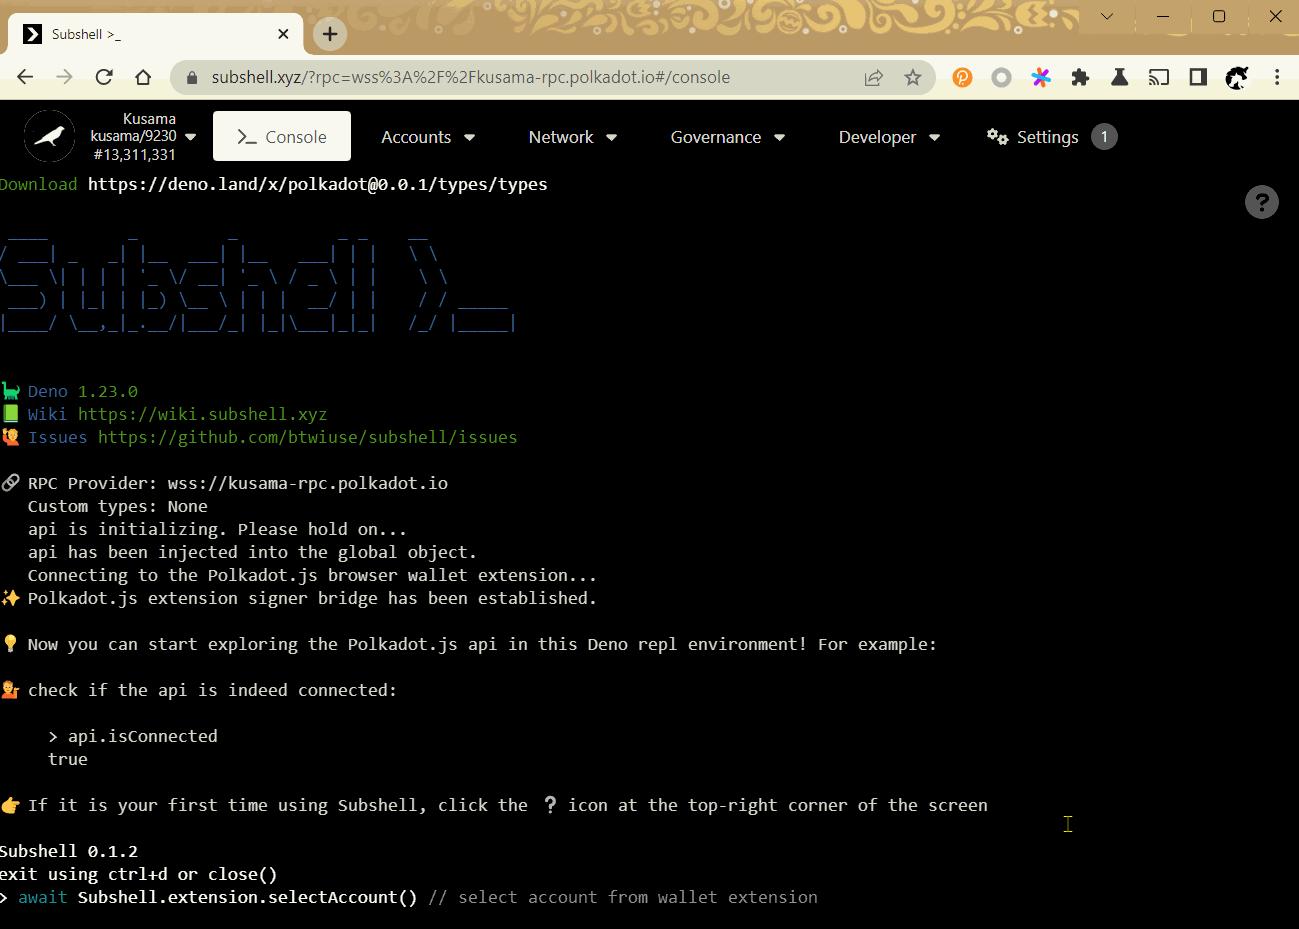 Subshell >_
subshell.xyz/?rpc=wss%3A%2F%2Fkusama-rpc.polkadot.io#/console
Kusama
kusama/9230
#13,311,331
>_ Console
Accounts
Network
Governance
Developer
Settings
1
Download https://deno.land/x/polkadot@0.0.1/types/types
?
Subshell >_
Deno 1.23.0
Wiki https://wiki.subshell.xyz
Issues https://github.com/btwiuse/subshell/issues
RPC Provider: wss://kusama-rpc.polkadot.io
Custom types: None
api is initializing. Please hold on...
api has been injected into the global object.
Connecting to the Polkadot.js browser wallet extension...
Polkadot.js extension signer bridge has been established.
Now you can start exploring the Polkadot.js api in this Deno repl environment! For example:
check if the api is indeed connected:
> api.isConnected
true
If it is your first time using Subshell, click the ? icon at the top-right corner of the screen
Subshell 0.1.2
exit using ctrl+d or close()
> await Subshell.extension.selectAccount() // select account from wallet extension